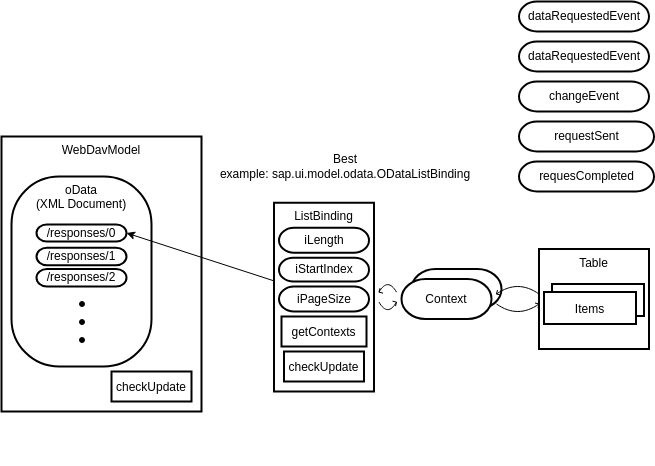 dataRequestedEvent
dataRequestedEvent
changeEvent
requestSent
requesCompleted
WebDavModel
oData
(XML Document)
/responses/0
/responses/1
/responses/2
checkUpdate
Best
example: sap.ui.model.odata.ODataListBinding
ListBinding
iLength
iStartIndex
iPageSize
getContexts
checkUpdate
Context
Table
Items